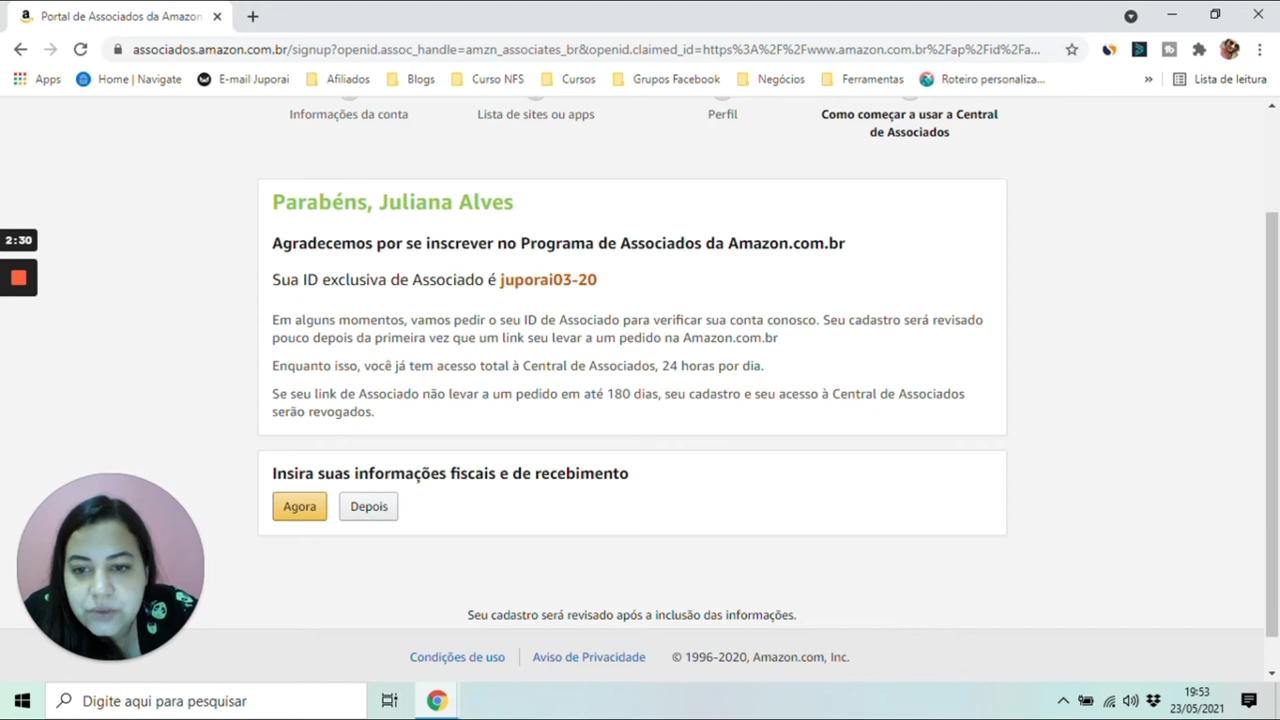 Portal de Associados da Amazon
associados.amazon.com.br/signup?openid.assoc_handle=amzn_associates_br&openid.claimed_id=https%3A%2F%2Fwww.amazon.com.br%2Fap%2Fid%2Fa...
Apps Home | Navigate E-mail Juporai Afiliados Blogs Curso NFS Cursos Grupos Facebook Negócios Ferramentas Roteiro personaliza... » Lista de leitura
Informações da conta Lista de sites ou apps Perfil Como começar a usar a Central
de Associados
Parabéns, Juliana Alves
2:30
Agradecemos por se inscrever no Programa de Associados da Amazon.com.br
Sua ID exclusiva de Associado é juporai03-20
Em alguns momentos, vamos pedir o seu ID de Associado para verificar sua conta conosco. Seu cadastro será revisado
pouco depois da primeira vez que um link seu levar a um pedido na Amazon.com.br
Enquanto isso, você já tem acesso total à Central de Associados, 24 horas por dia.
Se seu link de Associado não levar a um pedido em até 180 dias, seu cadastro e seu acesso à Central de Associados
serão revogados.
Insira suas informações fiscais e de recebimento
Agora Depois
Seu cadastro será revisado após a inclusão das informações.
Condições de uso Aviso de Privacidade © 1996-2020, Amazon.com, Inc.
Digite aqui para pesquisar
19:53
23/05/2021